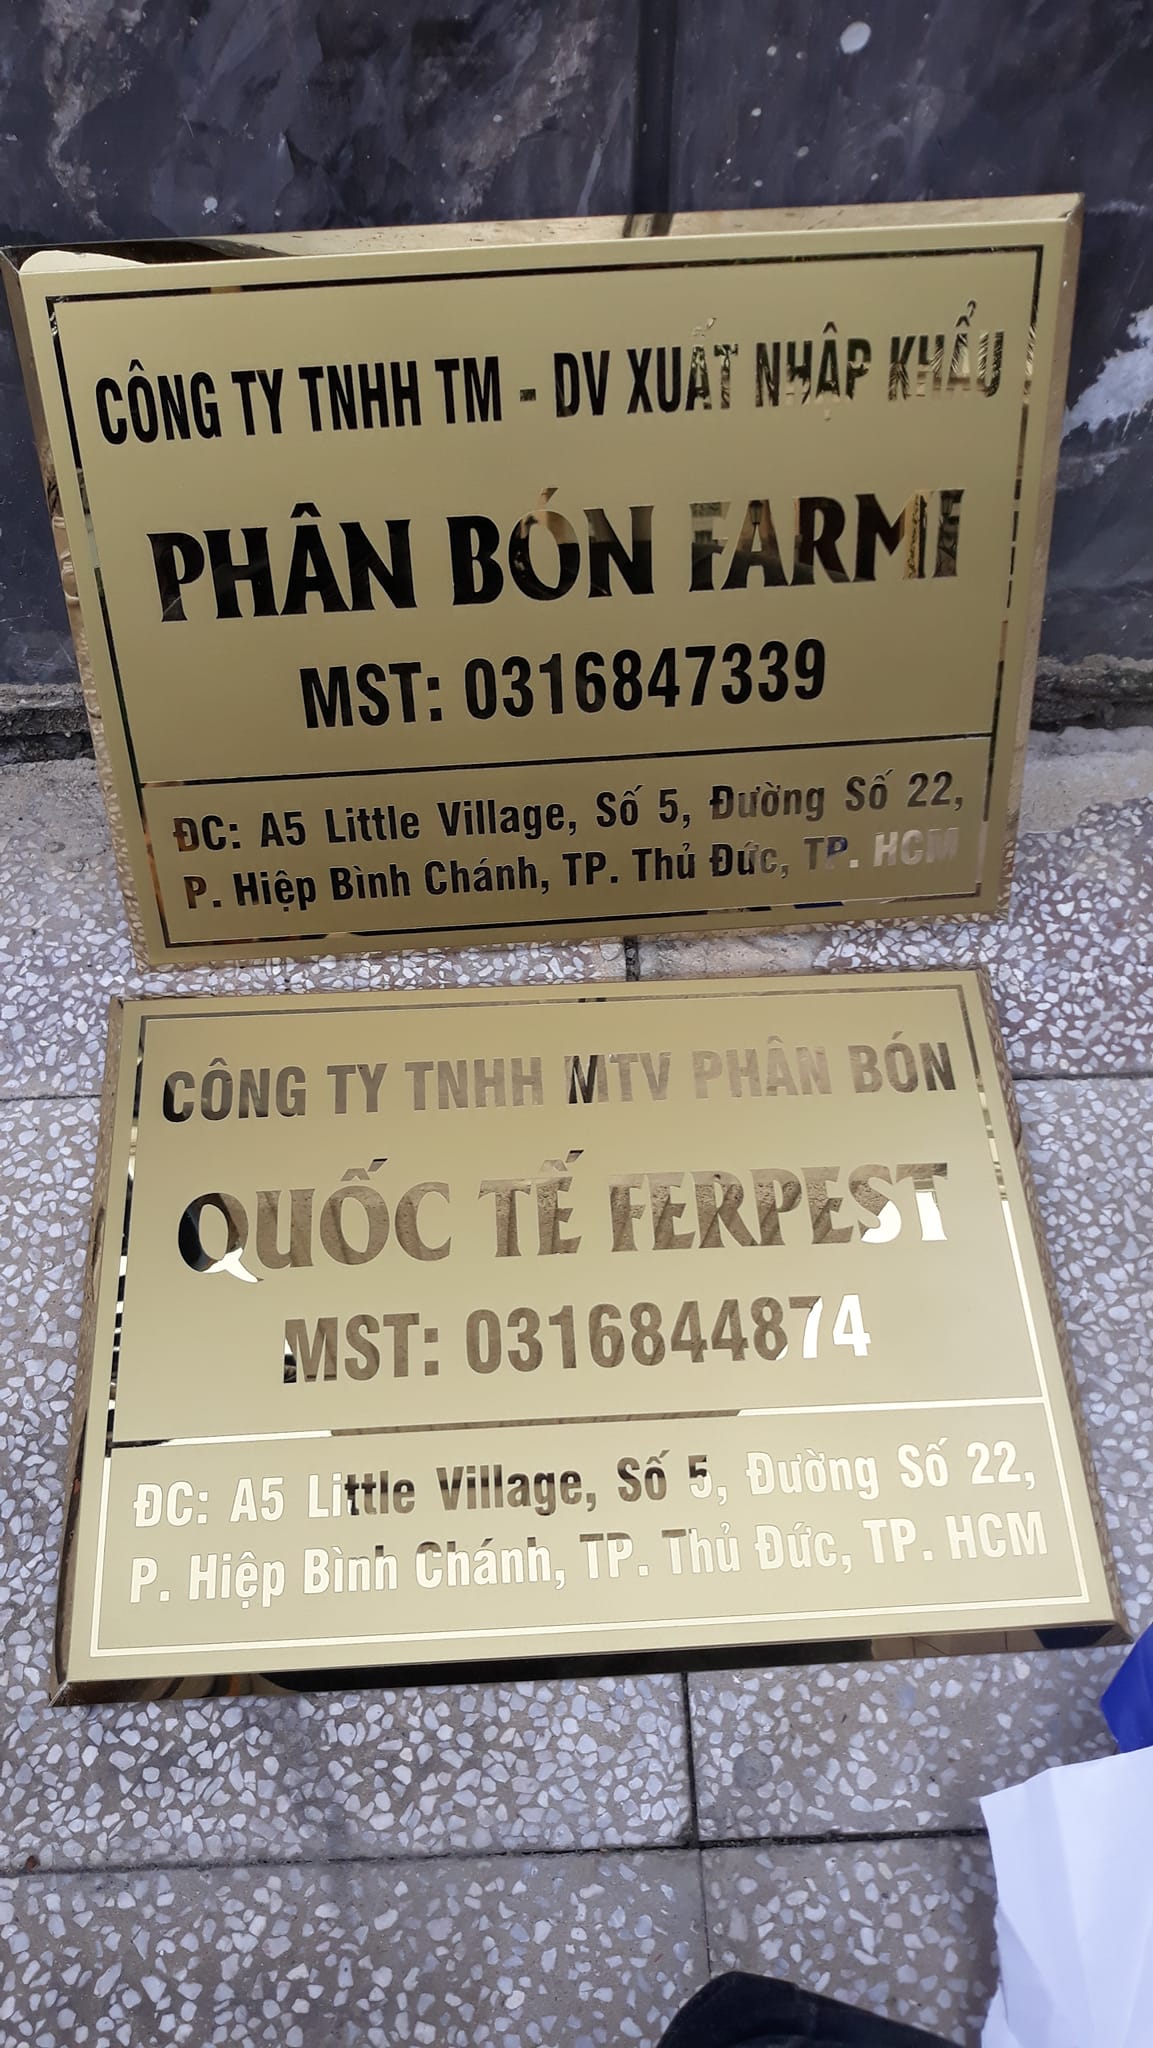 CÔNG TY TNHH TM - DV XUẤT NHẬP KHẨU
PHÂN BÓN FARMI
MST: 0316847339
ĐC: A5 Little Village, Số 5, Đường Số 22,
P. Hiệp Bình Chánh, TP. Thủ Đức, TP. HCM
CÔNG TY TNHH MTV PHÂN BÓN
QUỐC TẾ FERPEST
MST: 0316844874
ĐC: A5 Little Village, Số 5, Đường Số 22,
P. Hiệp Bình Chánh, TP. Thủ Đức, TP. HCM